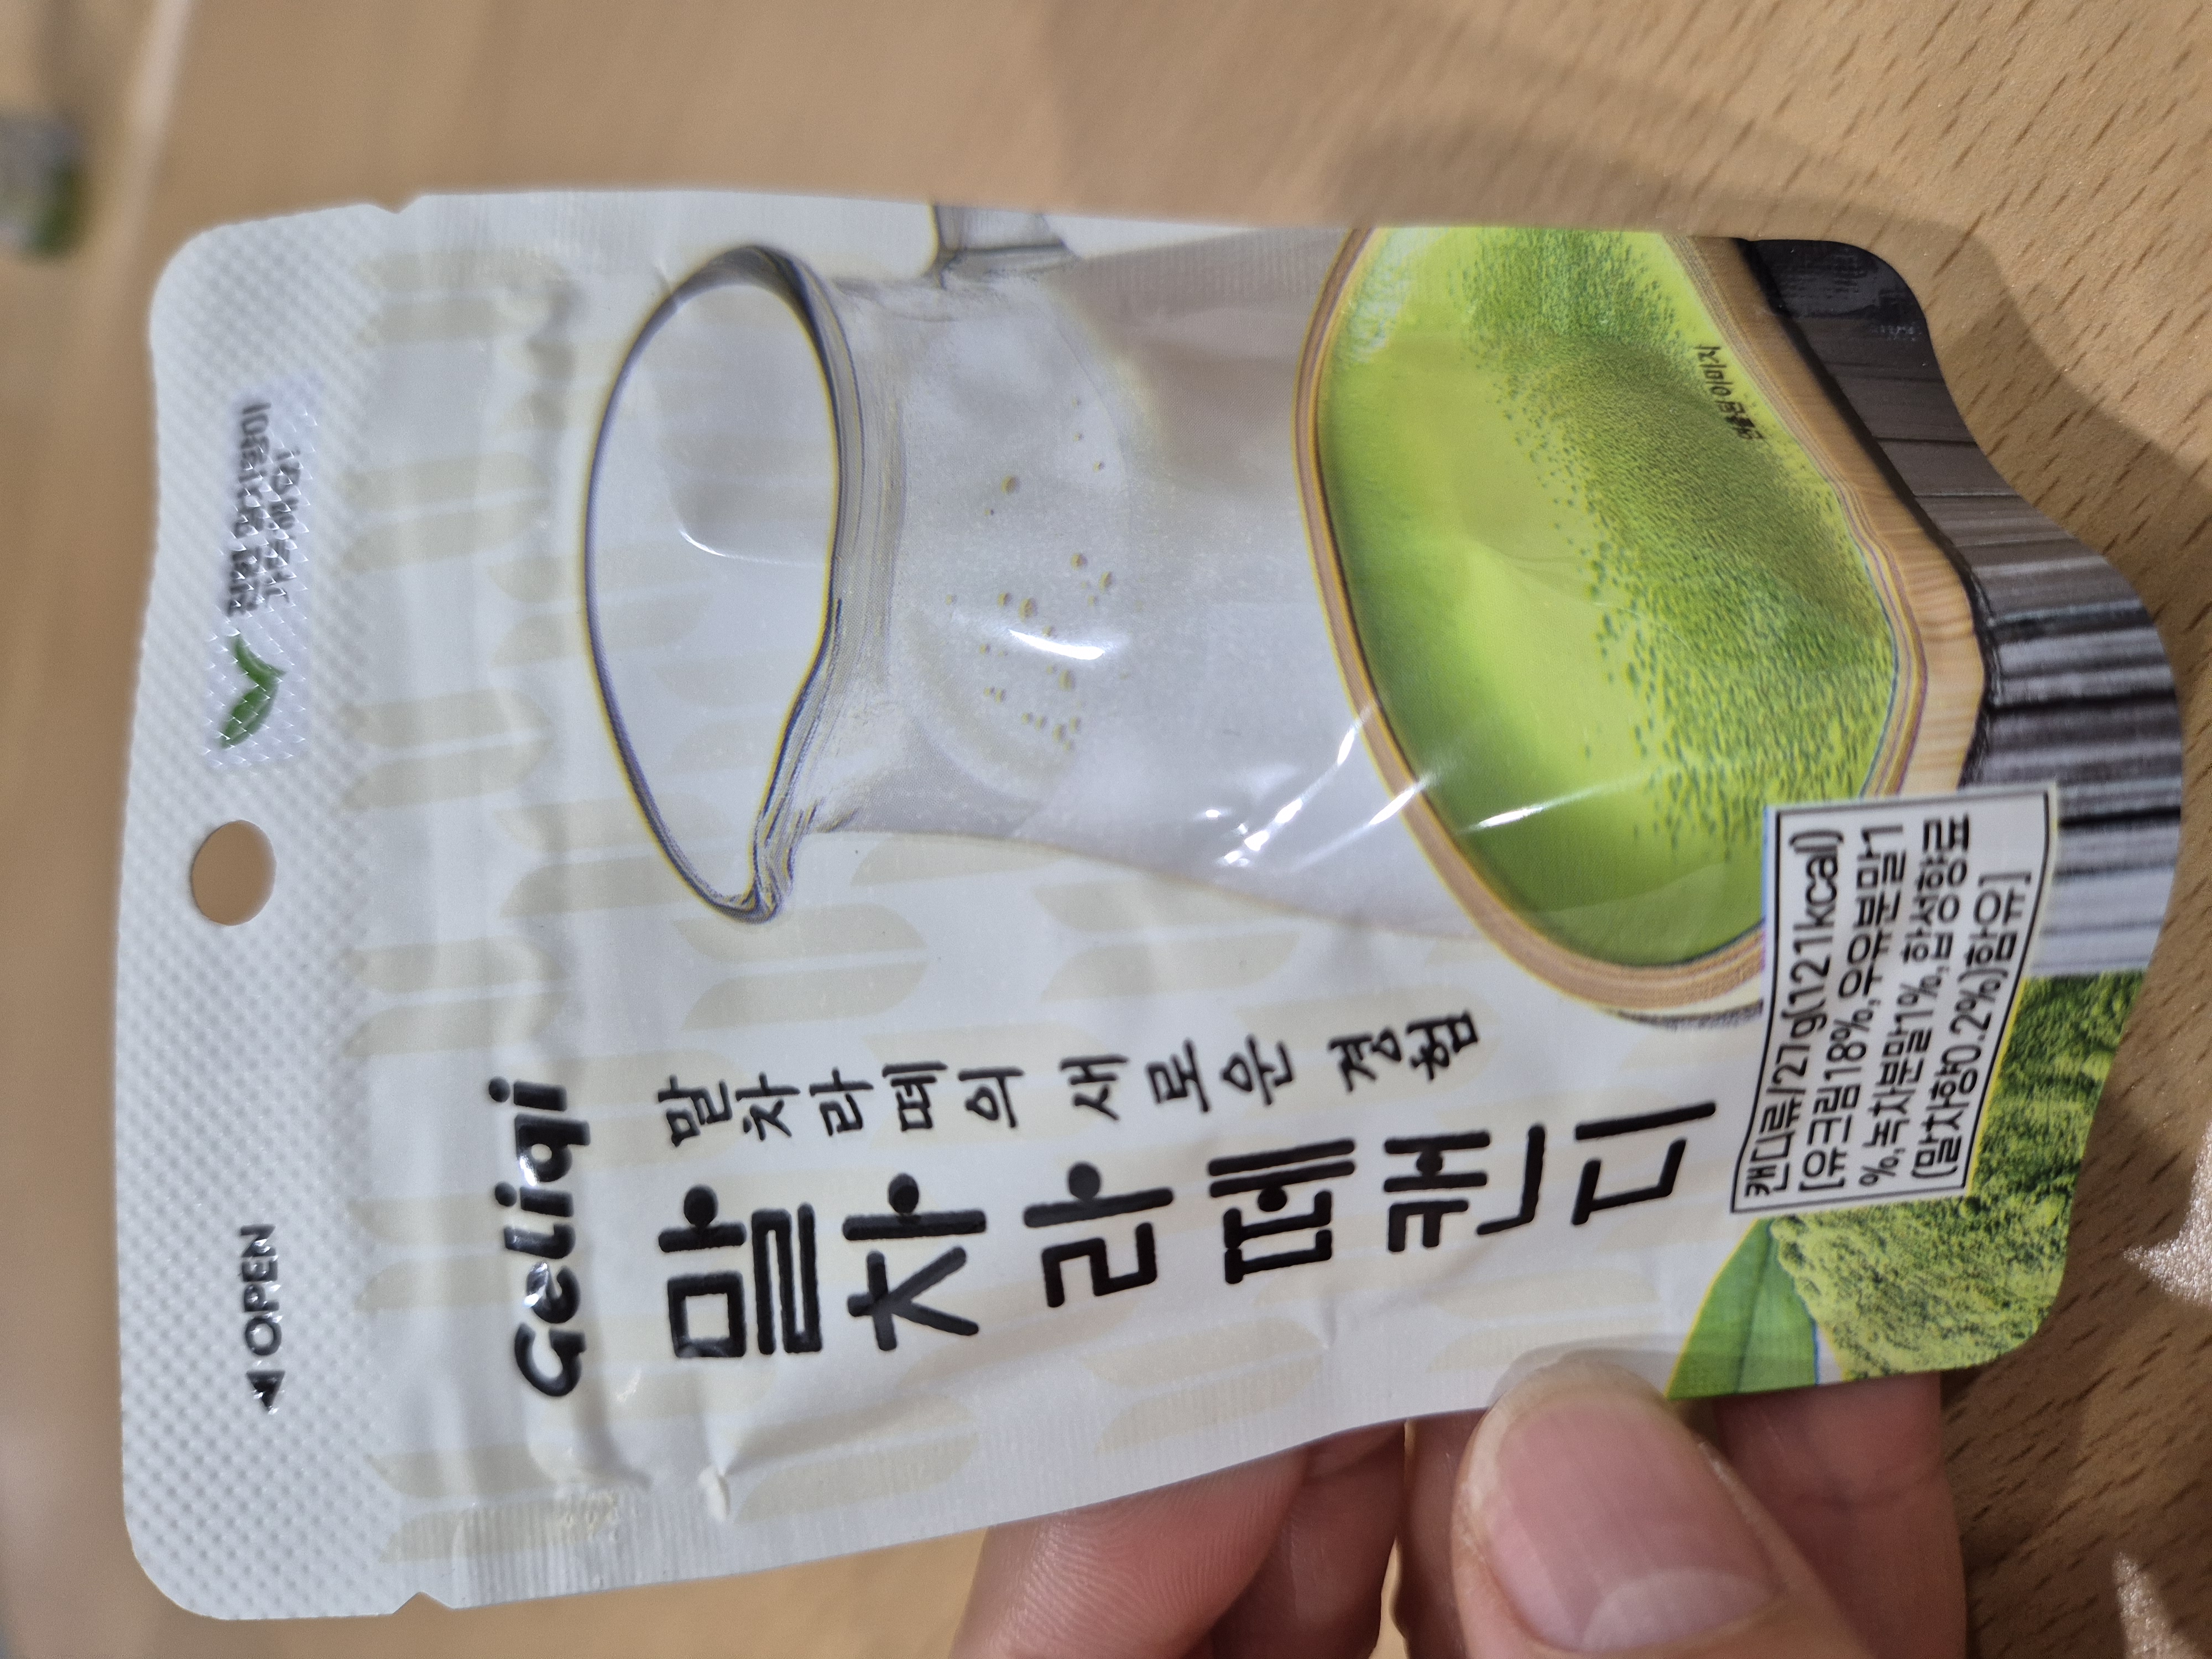 ◀OPEN
Geliqi
말차라떼의 새로운 경험
말차라떼캔디
조리이미지
캔디류/27g(121kcal)
[유크림18%,우유분말1
%,녹차분말1%,합성향료
(말차향0.2%)함유]